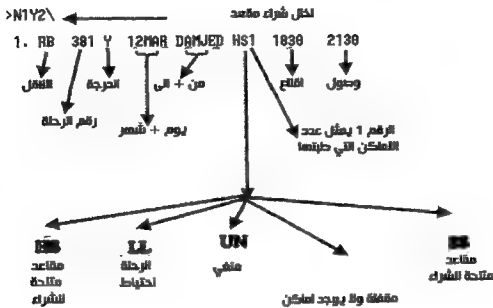 >N1Y2\ شراء مقعد
1. RB 381 Y 12MAR DAMJED HS1 1830 2130
الناقل الدرجة من + الى اقلاع وصول
رقم الرحلة يوم + شهر الرقم 1 يمثل عدد
الاماكن التي طلبتها
LL UN
مقاعد الرحلة ملغي مقاعد
متاحة احتياط متاحة للشراء
للشراء مقفلة ولا يوجد اماكن